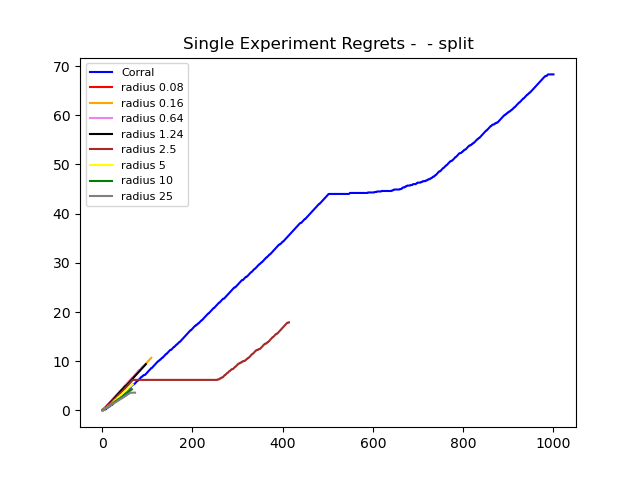 Single Experiment Regrets -  - split
70
60
50
40
30
20
10
0
Corral
radius 0.08
radius 0.16
radius 0.64
radius 1.24
radius 2.5
radius 5
radius 10
radius 25
0 200 400 600 800 1000